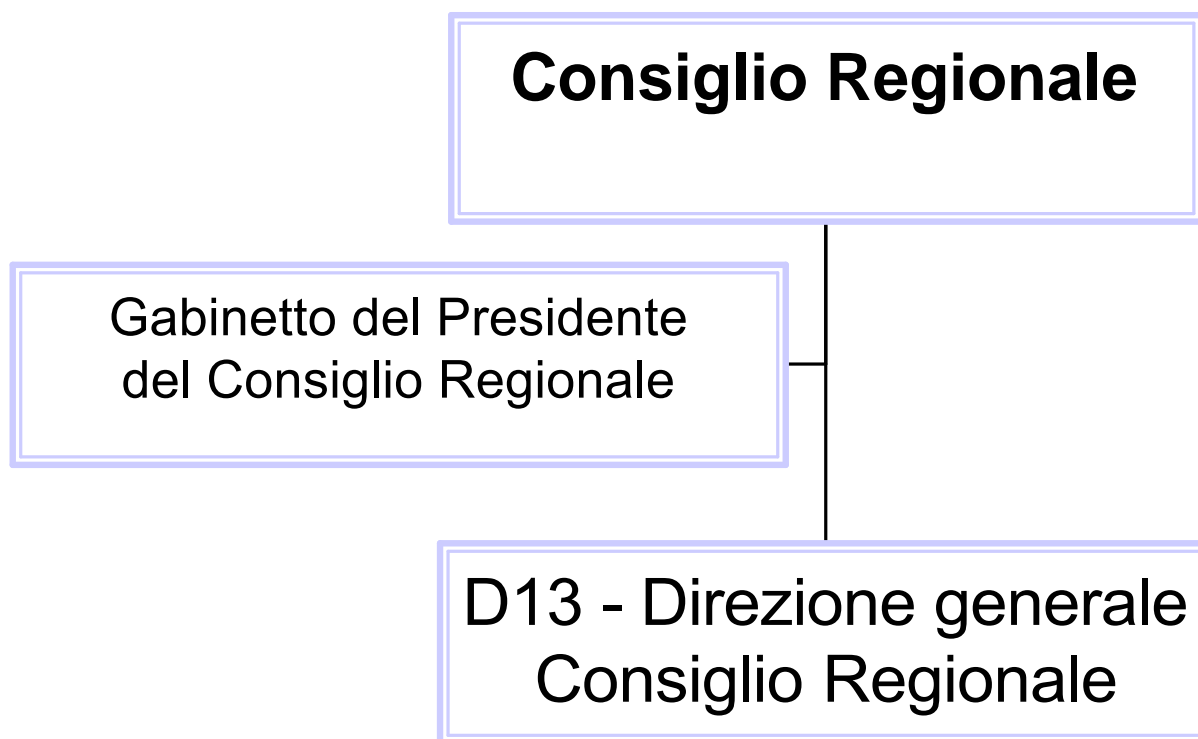 Consiglio Regionale
Gabinetto del Presidente
del Consiglio Regionale
D13 - Direzione generale
Consiglio Regionale